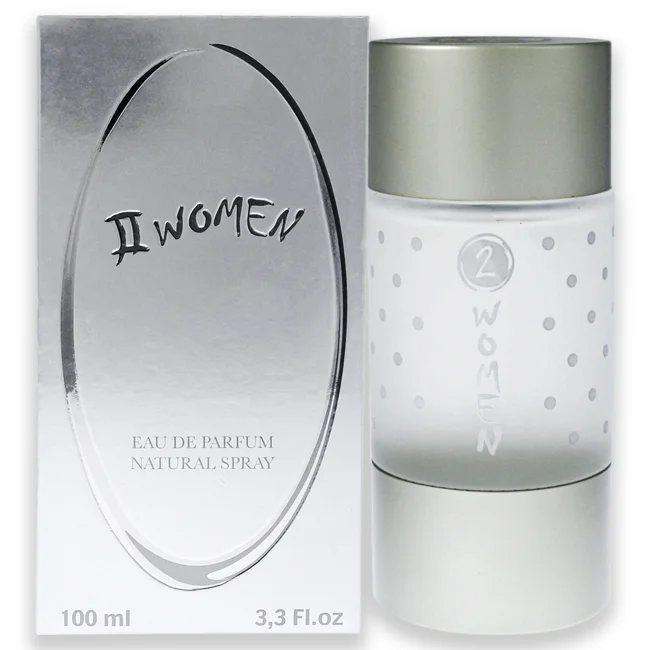 II WOMEN
EAU DE PARFUM
NATURAL SPRAY
100 ml 3,3 Fl.oz
2
WOMEN